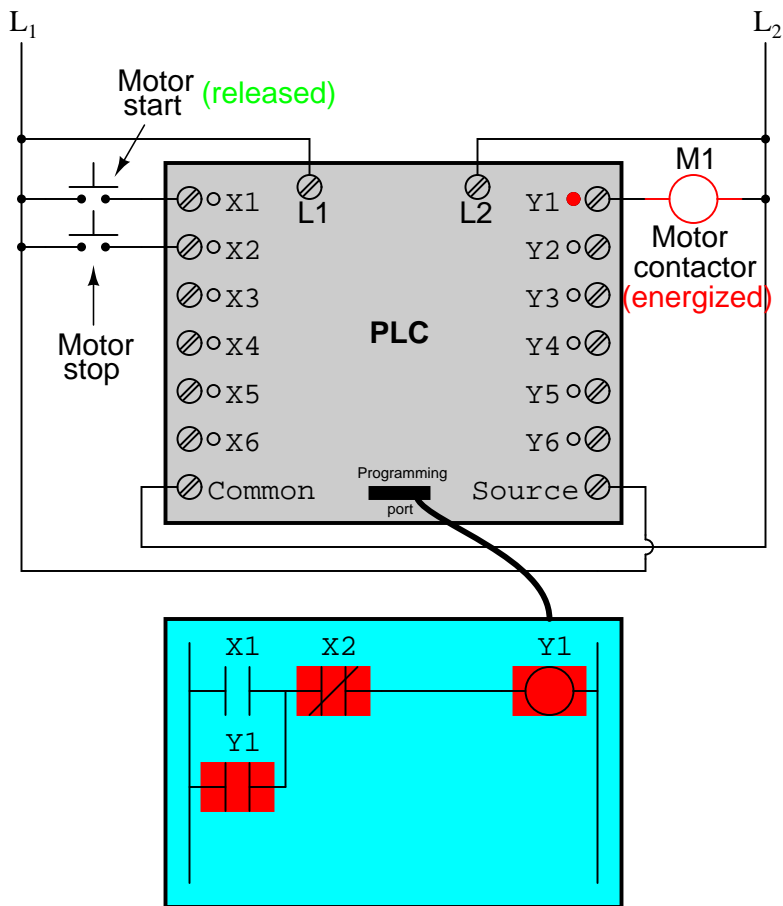 L1
L2
Motor
start
(released)
M1
X1
L1
L2
Y1
X2
Y2
Motor
contactor
(energized)
X3
Y3
Motor
stop
X4
PLC
Y4
X5
Y5
X6
Y6
Common
Programming
port
Source
X1
X2
Y1
Y1